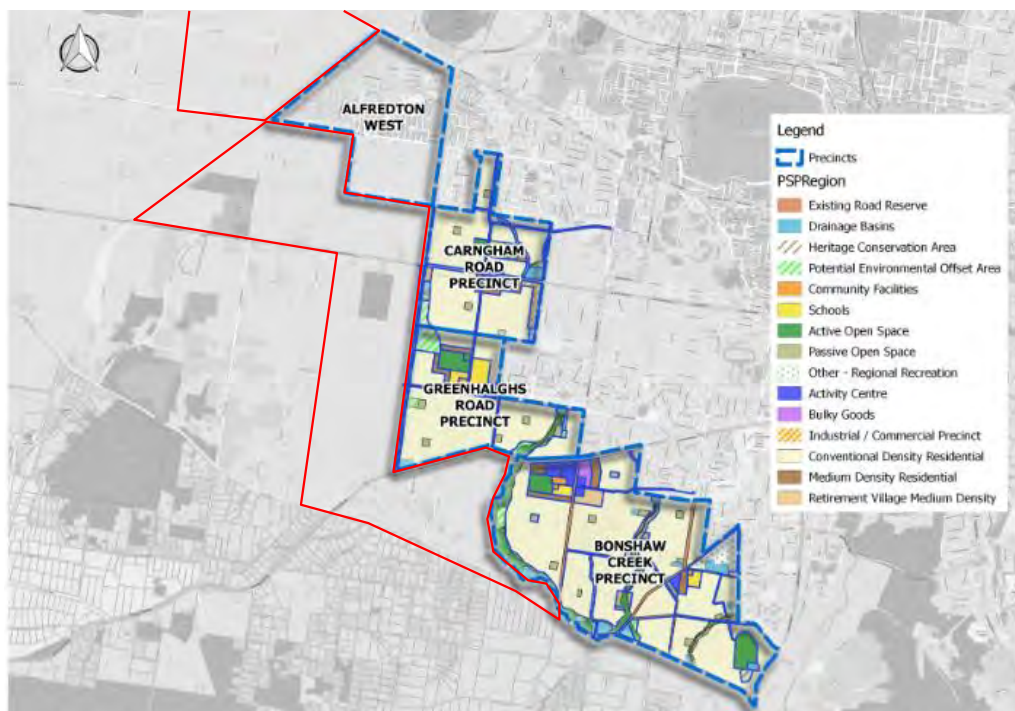 ALFREDTON
WEST
CARNGHAM
ROAD
PRECINCT
GREENHALGHS
ROAD
PRECINCT
BONSHAW
CREEK
PRECINCT
Legend
Precincts
PSPRegion
Existing Road Reserve
Drainage Basins
Heritage Conservation Area
Potential Environmental Offset Area
Community Facilities
Schools
Active Open Space
Passive Open Space
Other - Regional Recreation
Activity Centre
Bulky Goods
Industrial / Commercial Precinct
Conventional Density Residential
Medium Density Residential
Retirement Village Medium Density